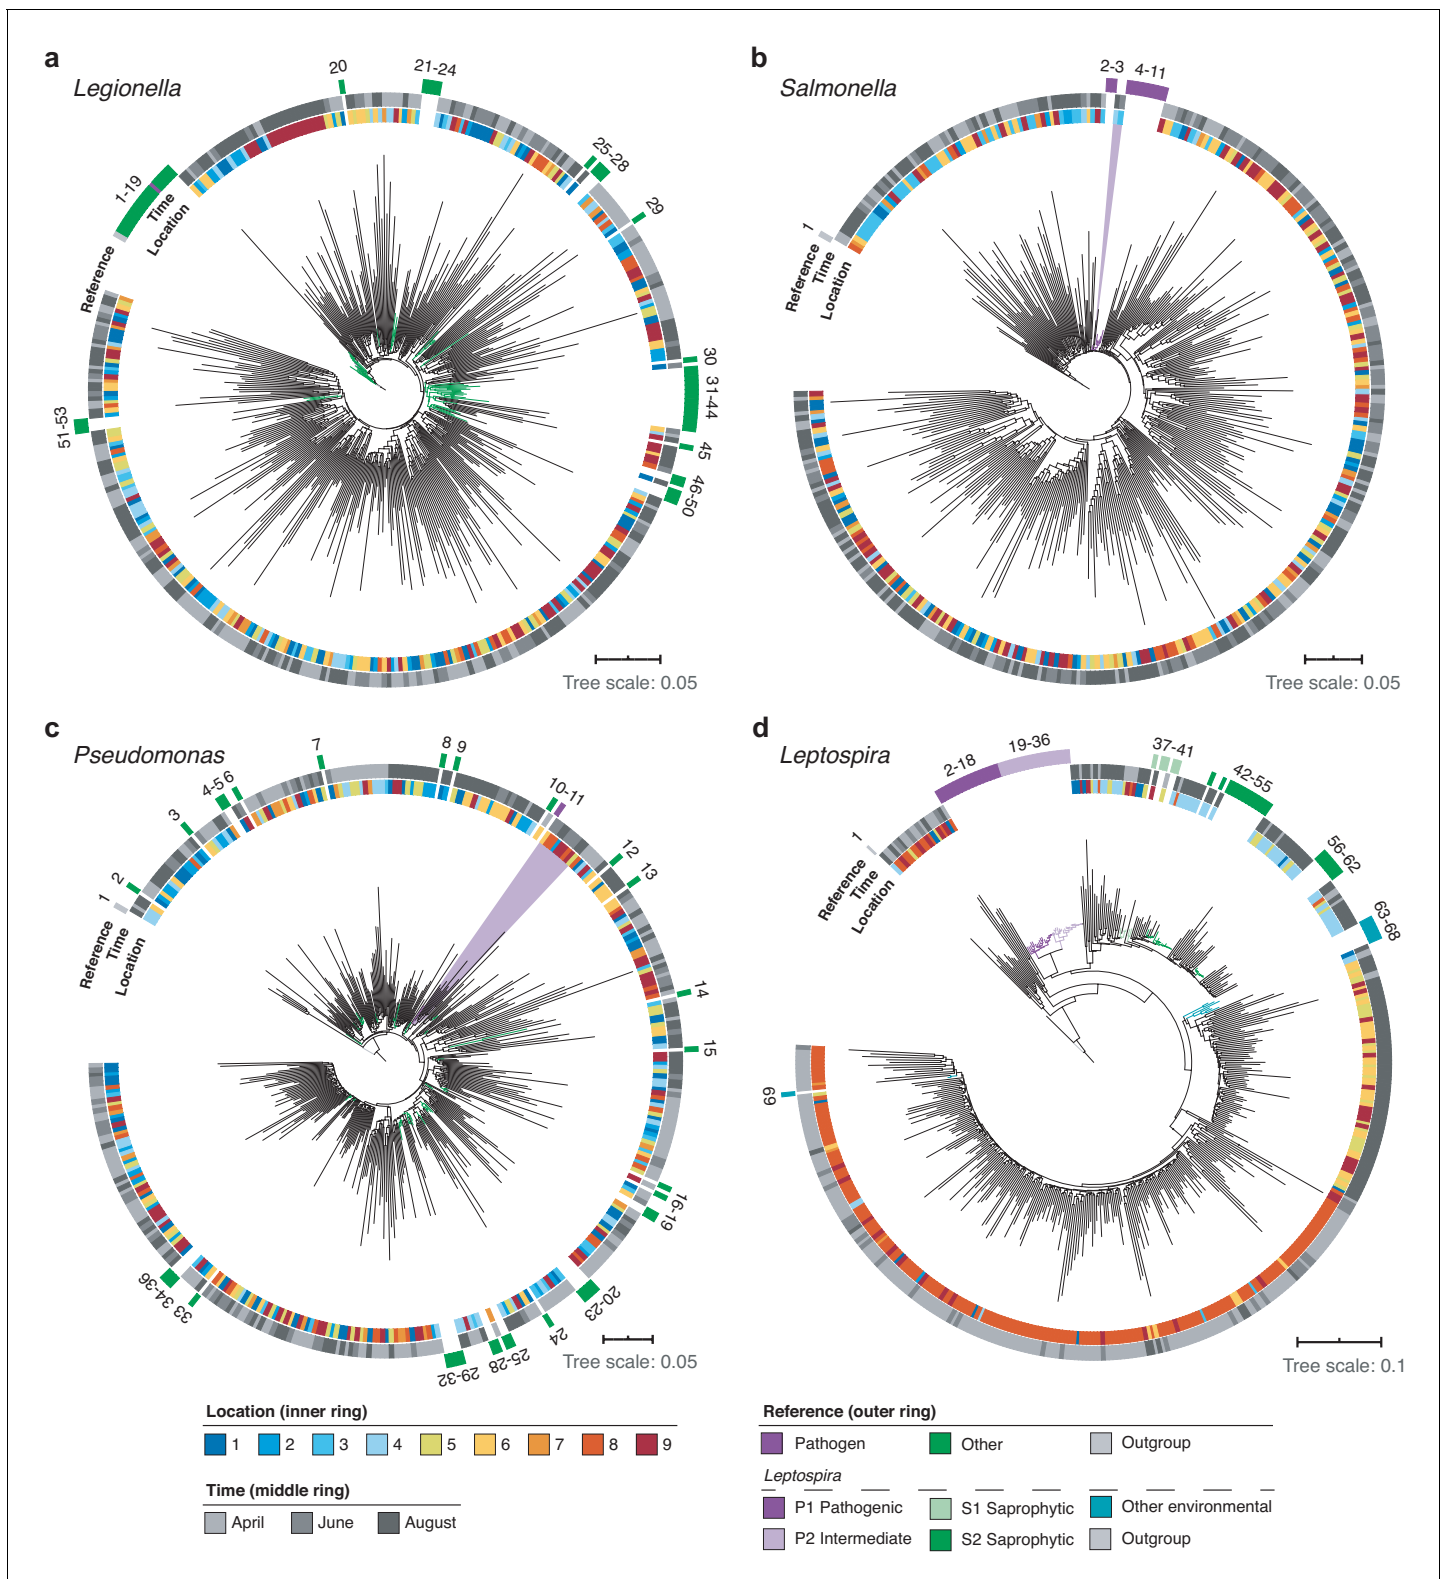 a
Legionella
20
21-24
25-28
29
30
31-44
45
46-50
51-53
1-19
Reference
Time
Location
Tree scale: 0.05
b
Salmonella
2-3
4-11
1
Reference
Time
Location
Tree scale: 0.05
c
Pseudomonas
1
2
3
4-5
6
7
8
9
10-11
12
13
14
15
16-19
20-23
24
25-28
29-32
33
34-36
Reference
Time
Location
Tree scale: 0.05
d
Leptospira
1
2-18
19-36
37-41
42-55
56-62
63-68
69
Reference
Time
Location
Tree scale: 0.1
Location (inner ring)
1 2 3 4 5 6 7 8 9
Time (middle ring)
April June August
Reference (outer ring)
Pathogen Other Outgroup
Leptospira
P1 Pathogenic S1 Saprophytic Other environmental
P2 Intermediate S2 Saprophytic Outgroup